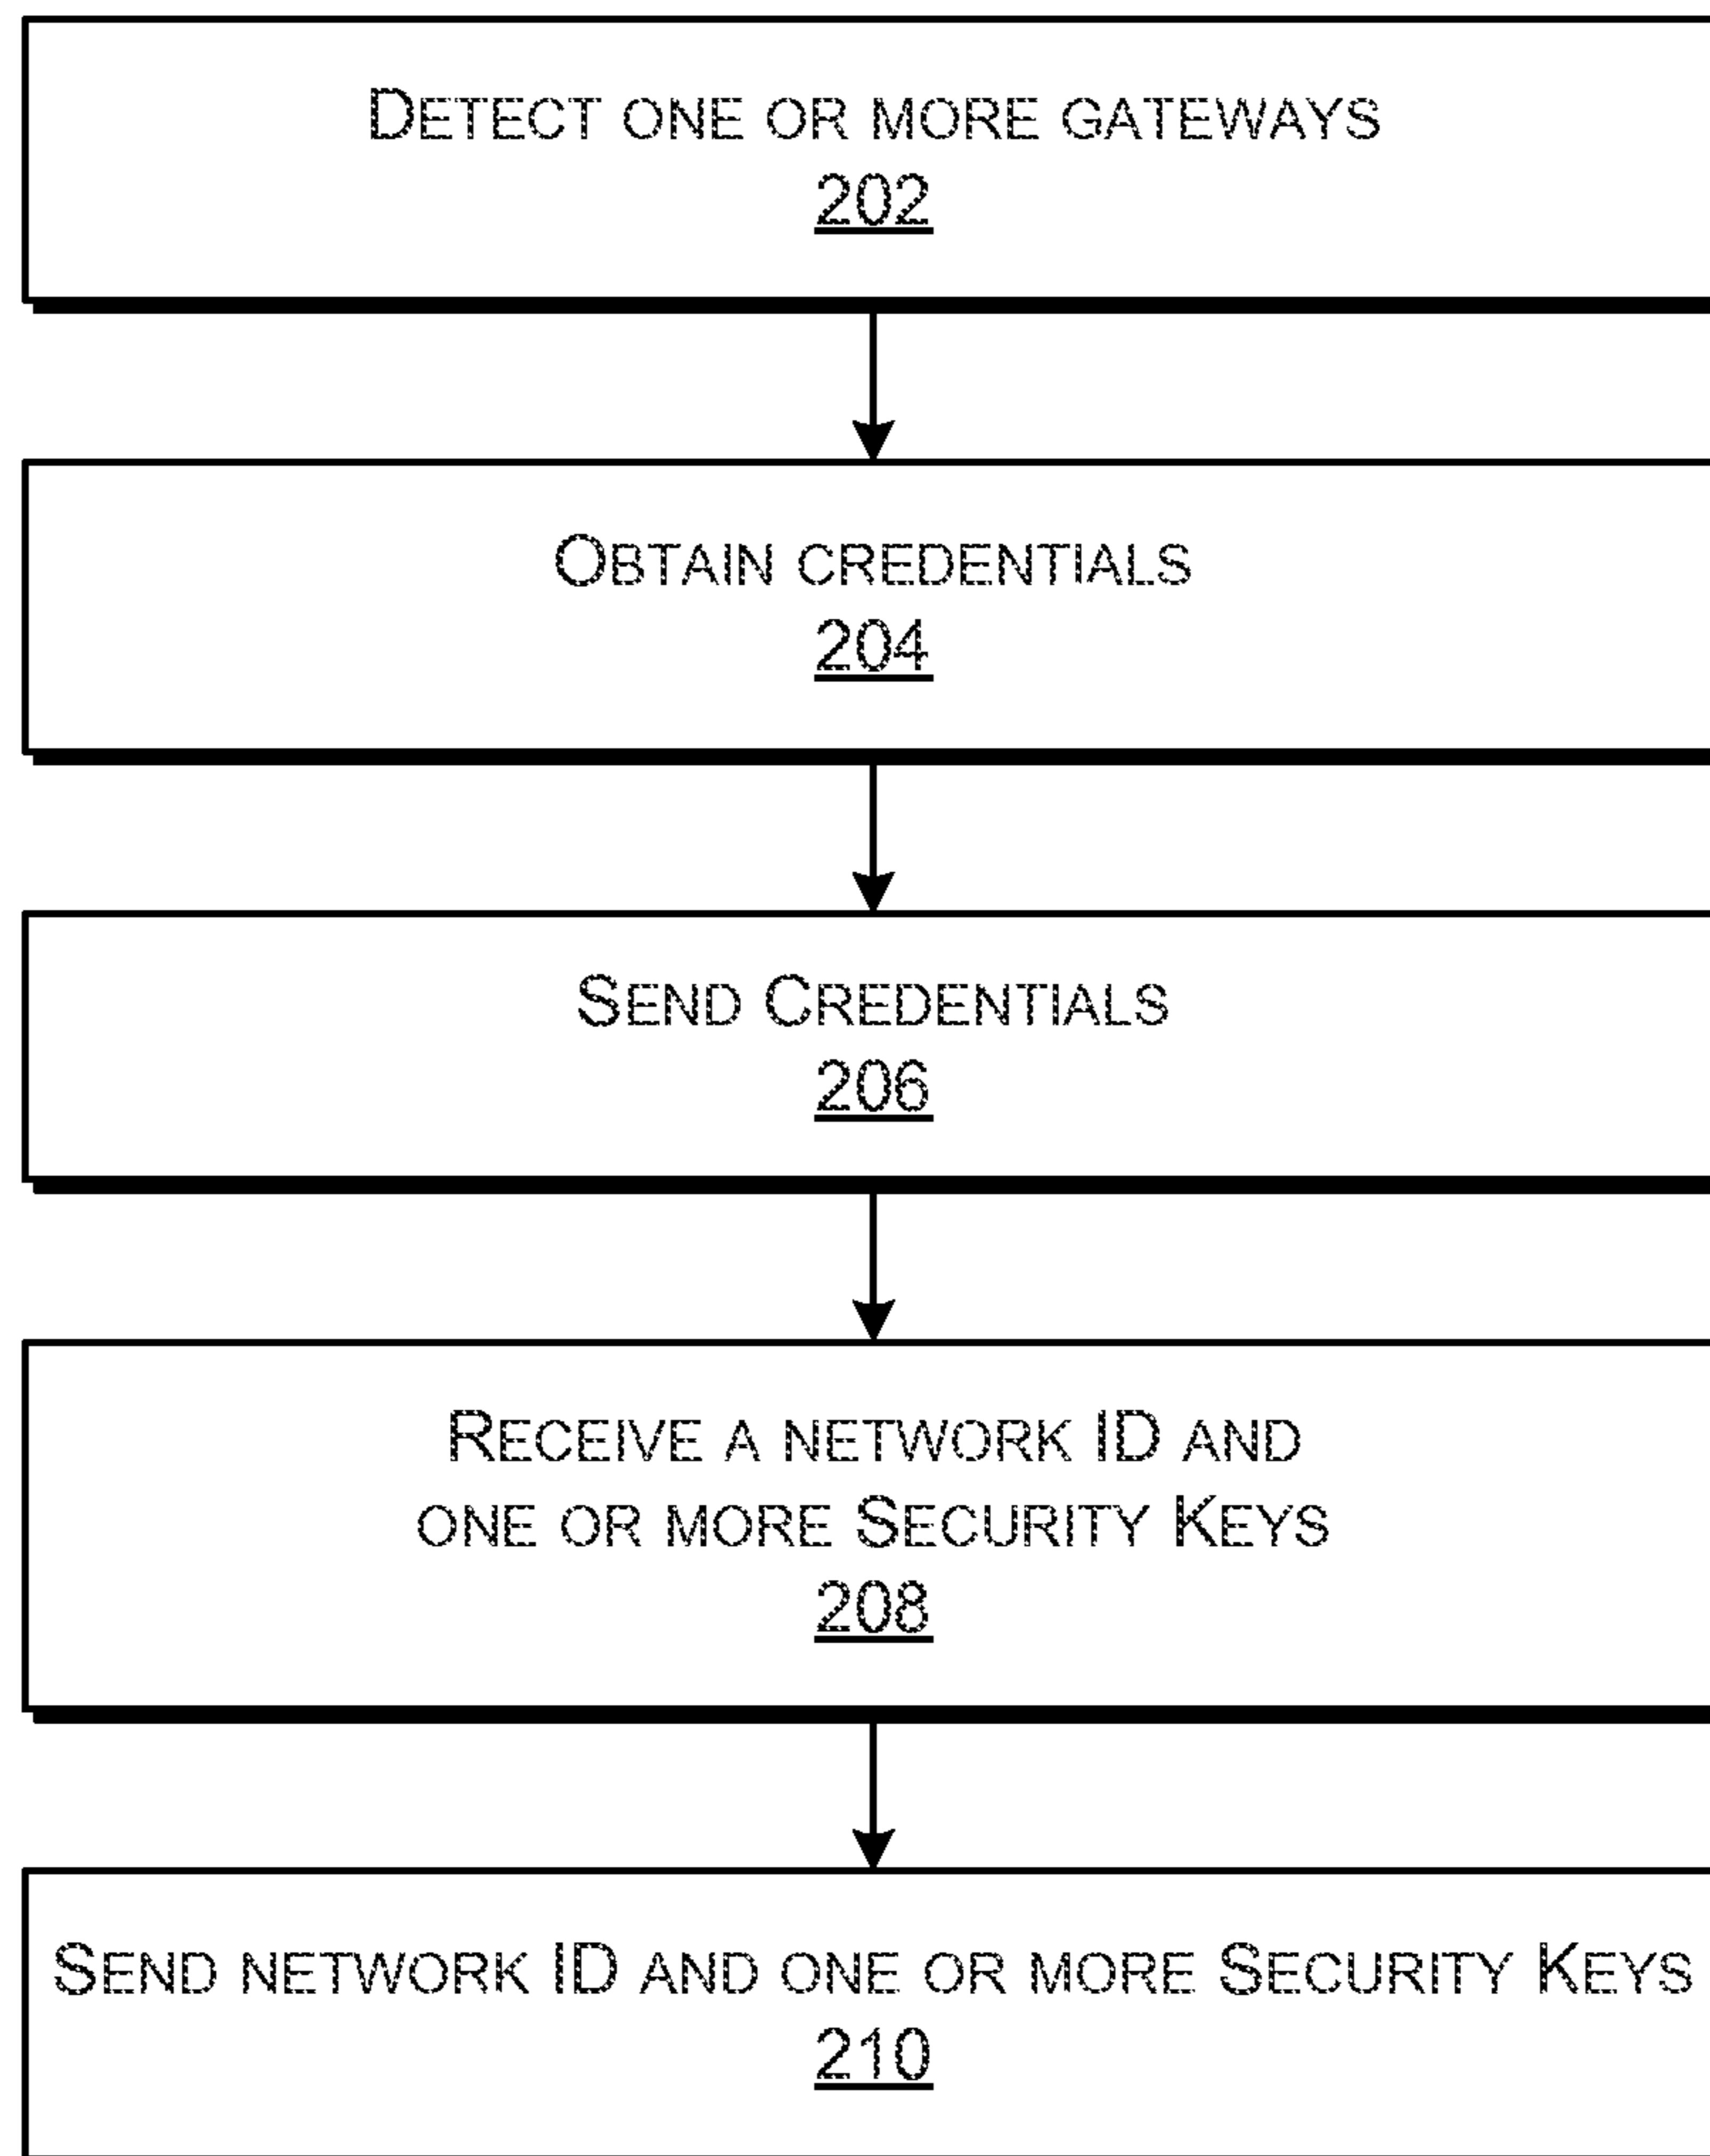 DETECT ONE OR MORE GATEWAYS
202
OBTAIN CREDENTIALS
204
SEND CREDENTIALS
206
RECEIVE A NETWORK ID AND
ONE OR MORE SECURITY KEYS
208
SEND NETWORK ID AND ONE OR MORE SECURITY KEYS
210